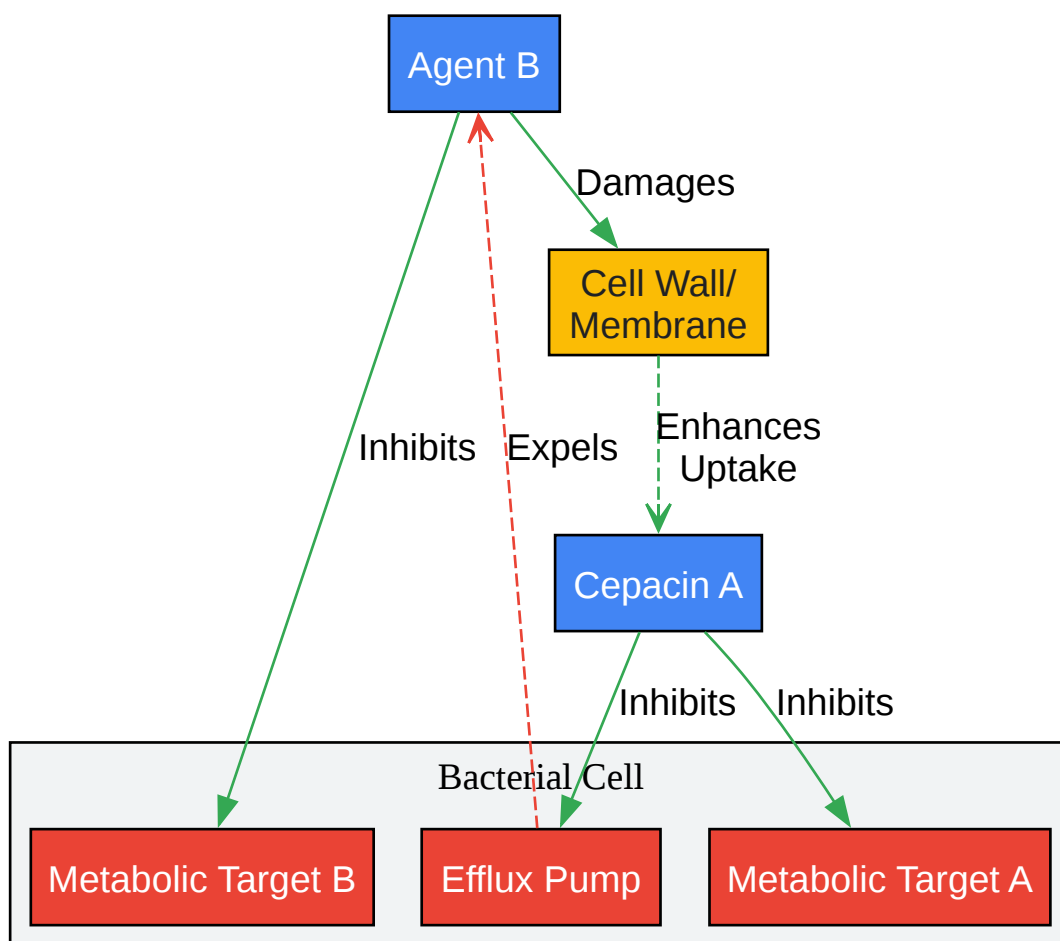 Agent B
Damages
Cell Wall/
Membrane
Inhibits
Expels
Enhances
Uptake
Cepacin A
Inhibits
Inhibits
Bacterial Cell
Metabolic Target B
Efflux Pump
Metabolic Target A